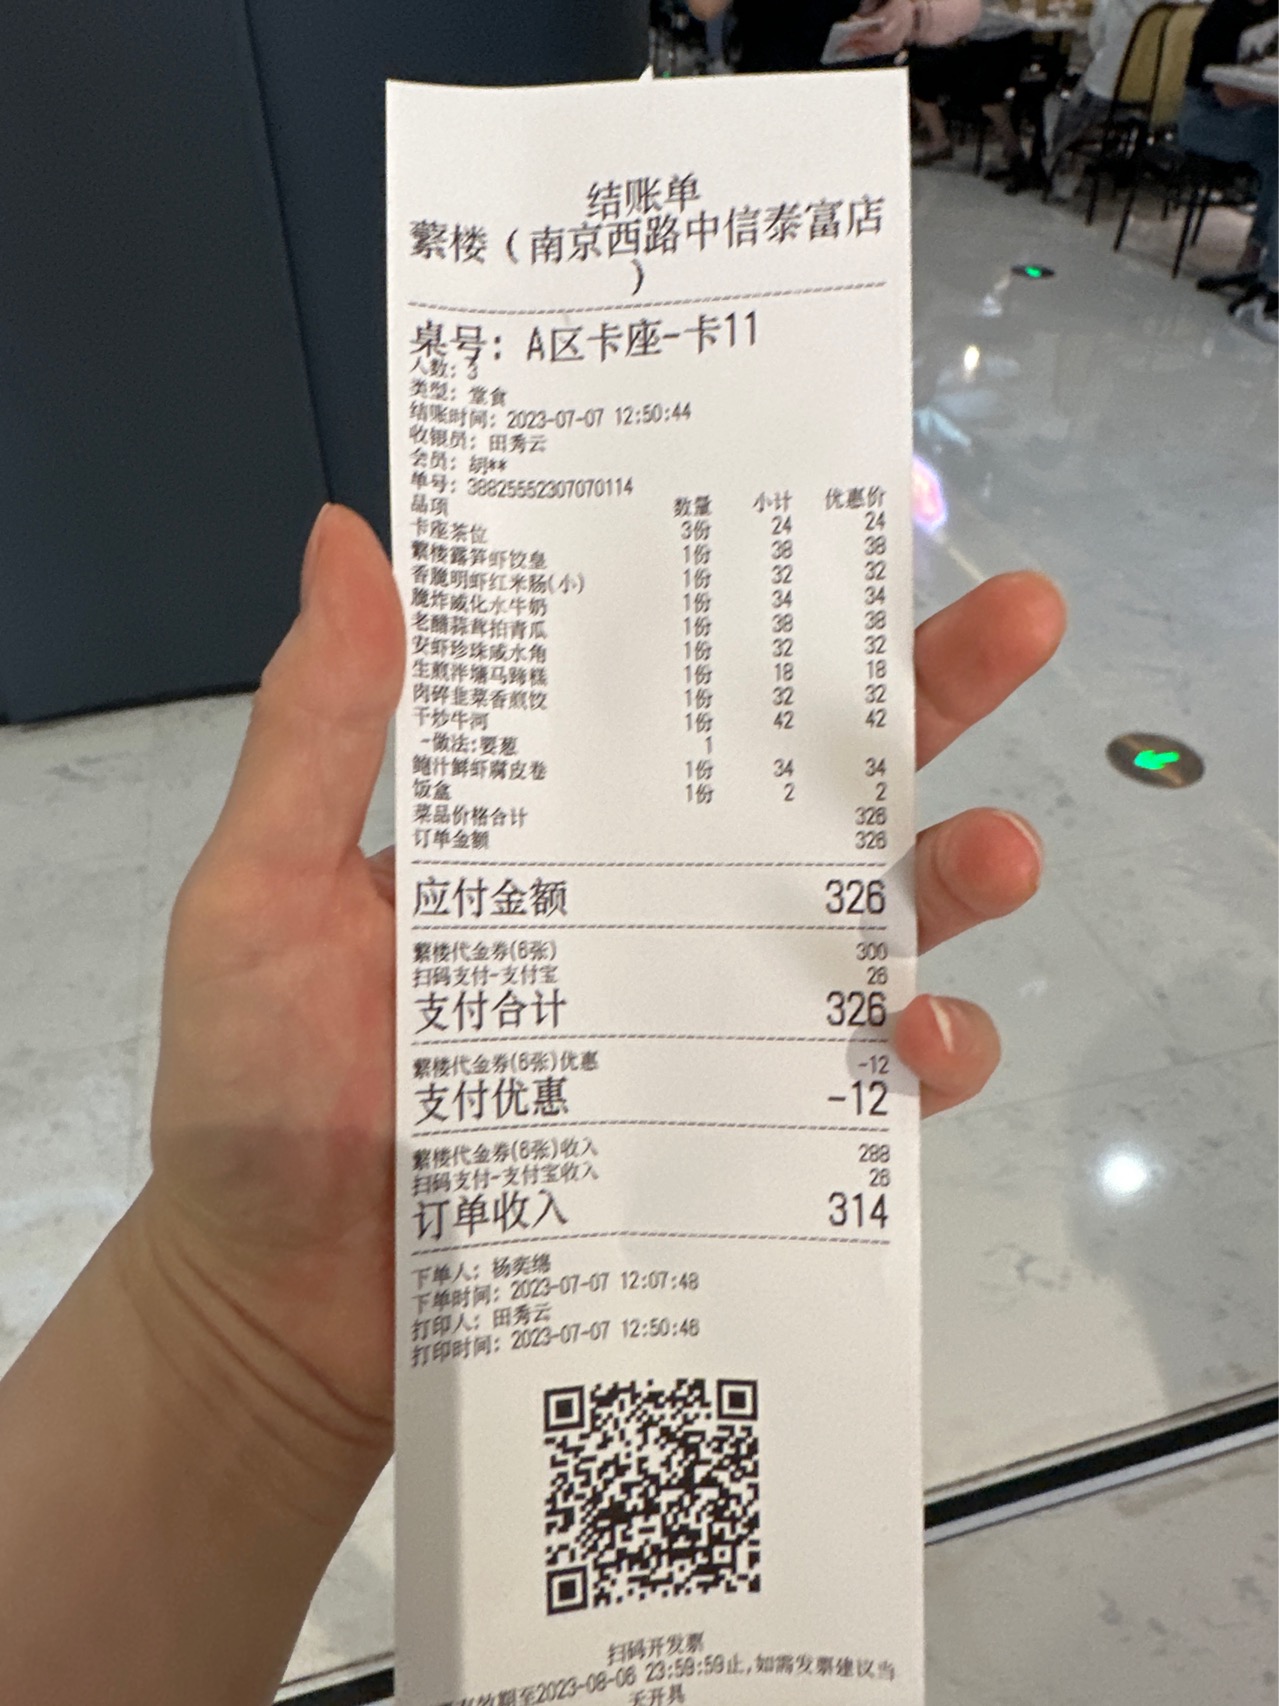 结账单
蘩楼（南京西路中信泰富店
）
桌号：A区卡座-卡11
人数：3
类型：堂食
结账时间：2023-07-07 12:50:44
收银员：田秀云
会员：胡**
单号：38825552307070114
品项 数量 小计 优惠价
卡座茶位 3份 24 24
蘩楼露笋虾饺皇 1份 38 38
香脆明虾红米肠(小) 1份 32 32
脆炸威化水牛奶 1份 34 34
老醋蒜茸拍青瓜 1份 38 38
安虾珍珠咸水角 1份 32 32
生煎泮塘马蹄糕 1份 18 18
肉碎韭菜香煎饺 1份 32 32
干炒牛河 1份 42 42
-做法:要葱 1
鲍汁鲜虾腐皮卷 1份 34 34
饭盒 1份 2 2
菜品价格合计 326
订单金额 326
应付金额 326
蘩楼代金券(6张) 300
扫码支付-支付宝 26
支付合计 326
蘩楼代金券(6张)优惠 -12
支付优惠 -12
蘩楼代金券(6张)收入 288
扫码支付-支付宝收入 26
订单收入 314
下单人：杨奕绵
下单时间：2023-07-07 12:07:48
打印人：田秀云
打印时间：2023-07-07 12:50:46
扫码开发票
有效期至2023-08-06 23:59:59止,如需发票建议当
天开具